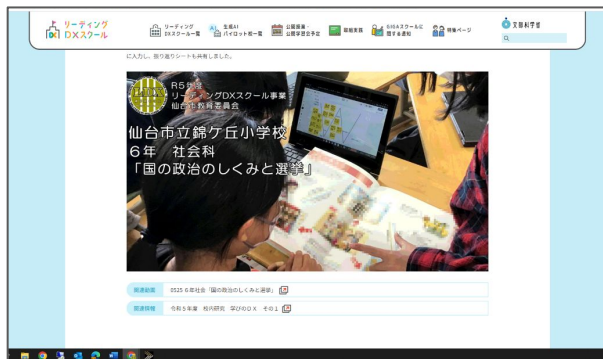 リーディング
DXスクール
リーディング
DXスクール一覧
生成AI
パイロット校一覧
公開授業・
公開学習会予定
取組実践
GIGAスクールに
関する通知
特集ページ
文部科学省
に入力し、振り返りシートも共有しました。
R5年度
リーディングDXスクール事業
仙台市教育委員会
仙台市立錦ケ丘小学校
6年 社会科
「国の政治のしくみと選挙」
関連動画 0525 6年社会「国の政治のしくみと選挙」
関連情報 令和5年度 校内研究 学びのDX その1